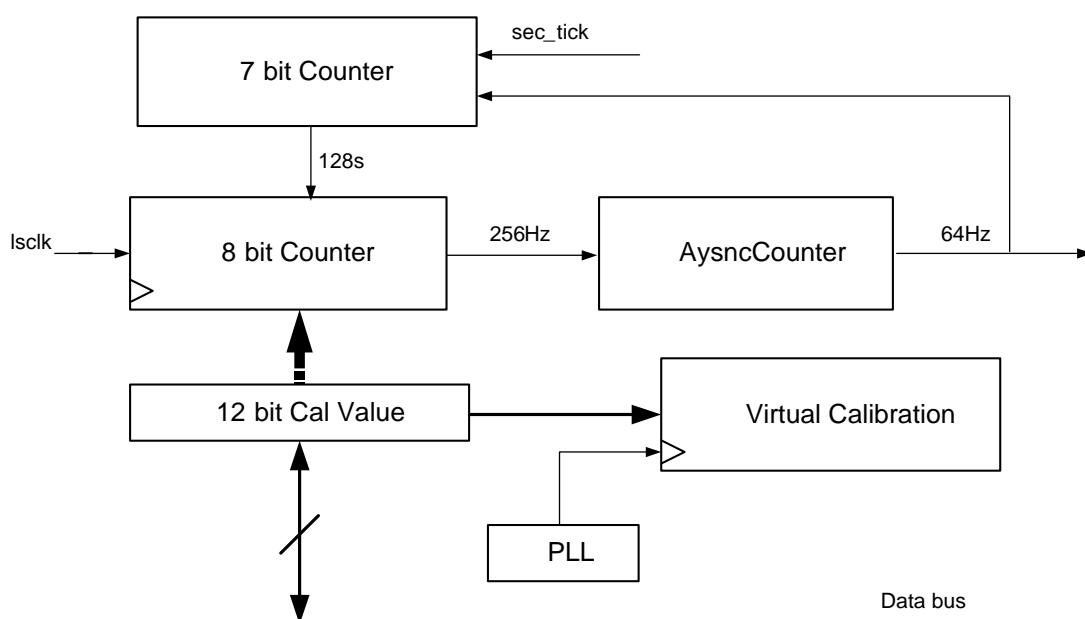 sec_tick
7 bit Counter
128s
lsclk
8 bit Counter
256Hz
AysncCounter
64Hz
12 bit Cal Value
Virtual Calibration
PLL
Data bus